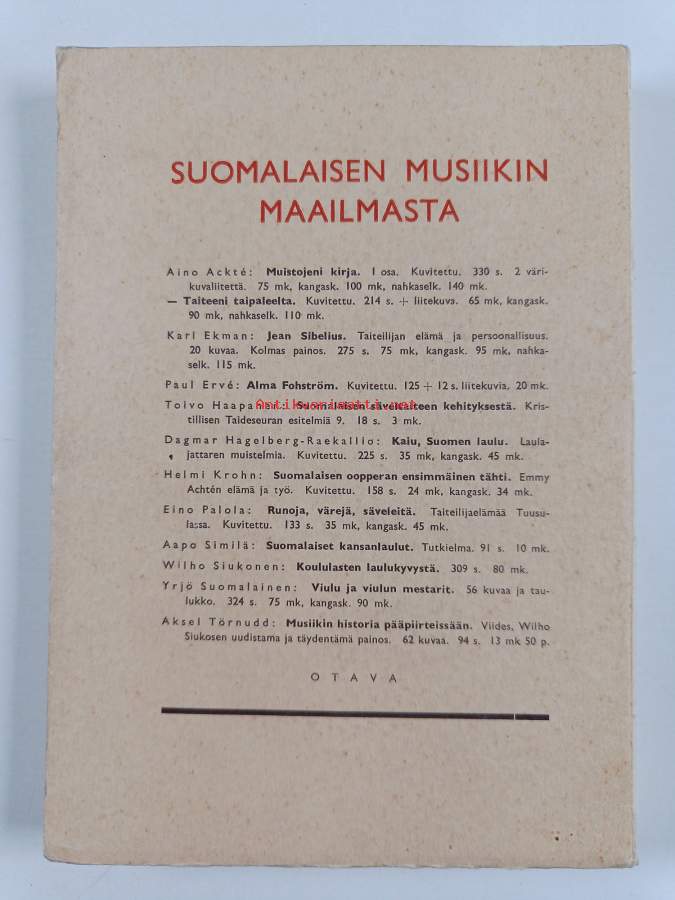 SUOMALAISEN MUSIIKIN
MAAILMASTA
Aino Ackté: Muistojeni kirja. I osa. Kuvitettu. 330 s. 2 väri-
kuvaliitettä. 75 mk, kangask. 100 mk, nahkaselk. 140 mk.
— Taiteeni taipaleelta. Kuvitettu. 214 s. + liitekuva. 65 mk, kangask.
90 mk, nahkaselk. 110 mk.
Karl Ekman: Jean Sibelius. Taiteilijan elämä ja persoonallisuus.
20 kuvaa. Kolmas painos. 275 s. 75 mk, kangask. 95 mk, nahka-
selk. 115 mk.
Paul Ervé: Alma Fohström. Kuvitettu. 125 + 12 s. liitekuvia. 20 mk.
Toivo Haapanen: Suomalaisen säveltaiteen kehityksestä. Kris-
Antikvariaatti.net
tillisen Taideseuran esitelmiä 9. 18 s. 3 mk.
Dagmar Hagelberg-Raekallio: Kaiu, Suomen laulu. Laula-
jattaren muistelmia. Kuvitettu. 225 s. 35 mk, kangask. 45 mk.
Helmi Krohn: Suomalaisen oopperan ensimmäinen tähti. Emmy
Achtén elämä ja työ. Kuvitettu. 158 s. 24 mk, kangask. 34 mk.
Eino Palola: Runoja, värejä, säveleitä. Taiteilijaelämää Tuusu-
lassa. Kuvitettu. 133 s. 35 mk, kangask. 45 mk.
Aapo Similä: Suomalaiset kansanlaulut. Tutkielma. 91 s. 10 mk.
Wilho Siukonen: Koululasten laulukyvystä. 309 s. 80 mk.
Yrjö Suomalainen: Viulu ja viulun mestarit. 56 kuvaa ja tau-
lukko. 324 s. 75 mk, kangask. 90 mk.
Aksel Törnudd: Musiikin historia pääpiirteissään. Viides, Wilho
Siukosen uudistama ja täydentämä painos. 62 kuvaa. 94 s. 13 mk 50 p.
OTAVA